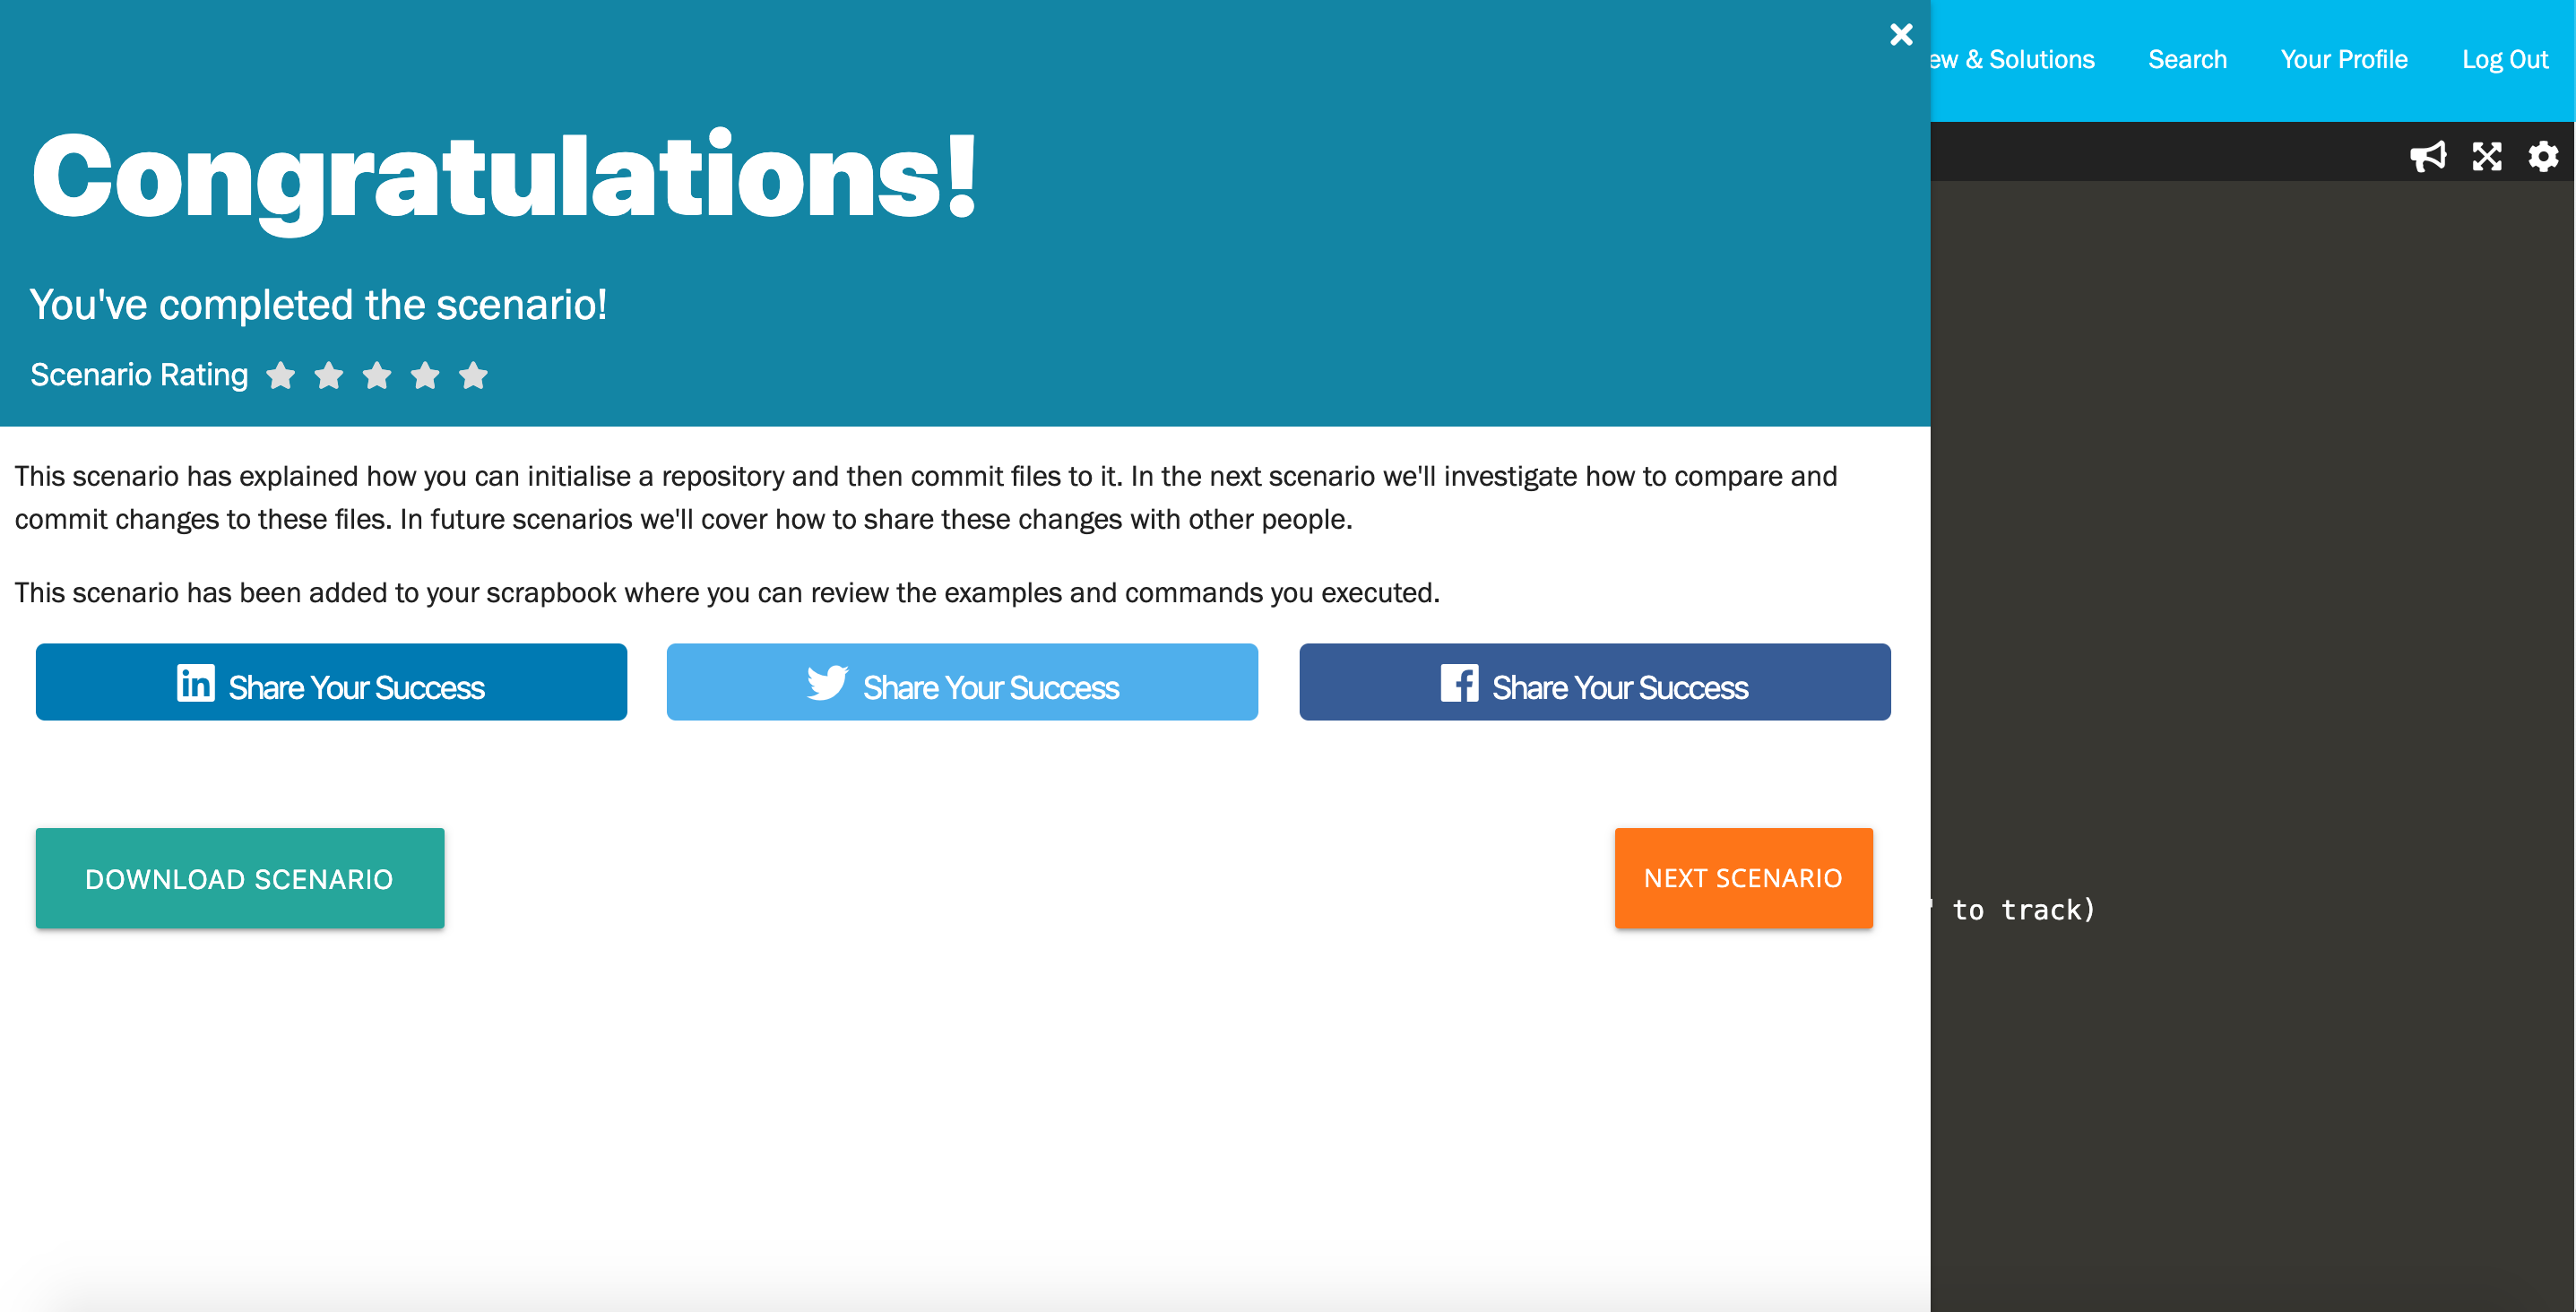 & Solutions Search Your Profile Log Out
Congratulations!
You've completed the scenario!
Scenario Rating
This scenario has explained how you can initialise a repository and then commit files to it. In the next scenario we'll investigate how to compare and
commit changes to these files. In future scenarios we'll cover how to share these changes with other people.
This scenario has been added to your scrapbook where you can review the examples and commands you executed.
in Share Your Success
Share Your Success
f Share Your Success
DOWNLOAD SCENARIO
NEXT SCENARIO
to track)